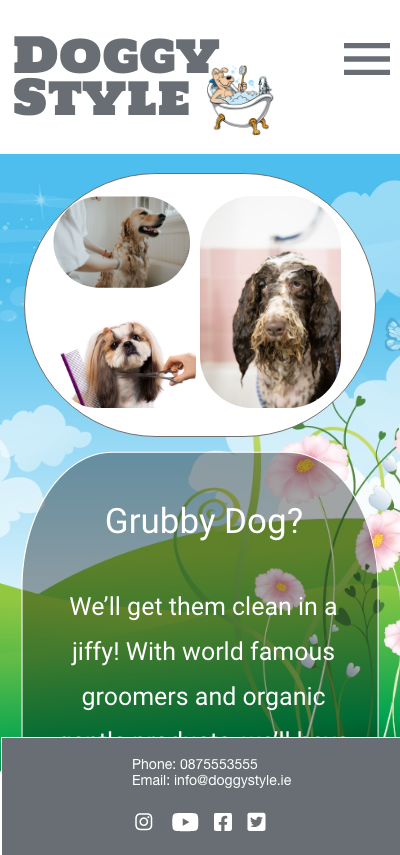 DOGGY
STYLE
Grubby Dog?
We’ll get them clean in a
jiffy! With world famous
groomers and organic
Phone: 0875553555
Email: info@doggystyle.ie